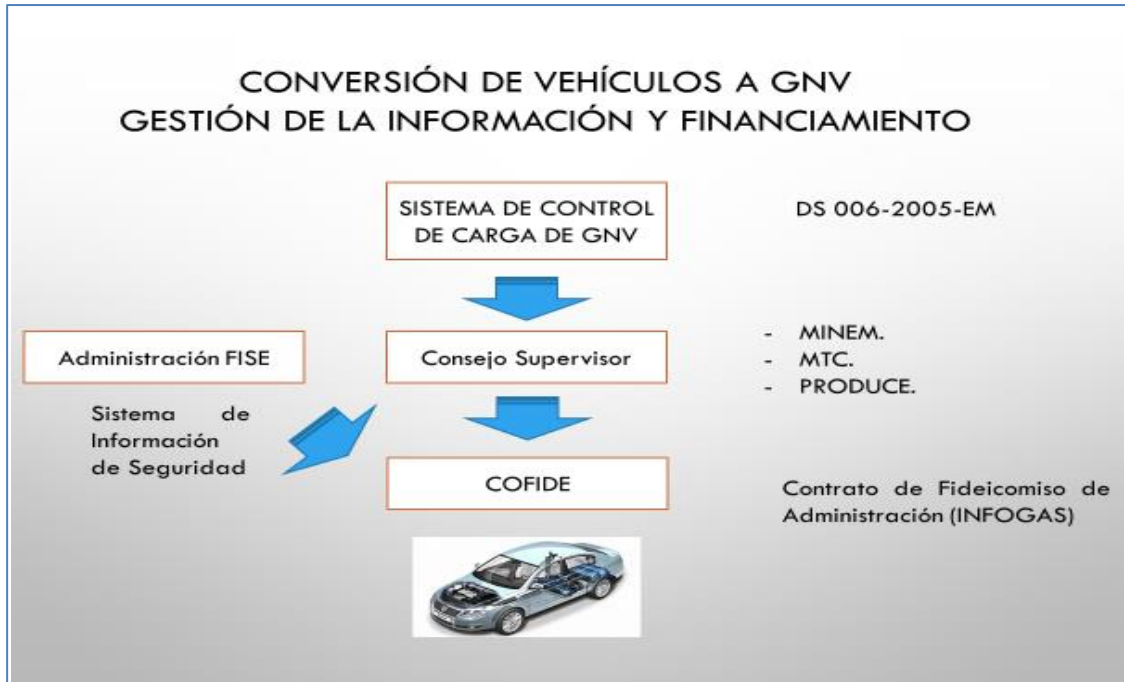 CONVERSIÓN DE VEHÍCULOS A GNV
GESTIÓN DE LA INFORMACIÓN Y FINANCIAMIENTO
SISTEMA DE CONTROL
DE CARGA DE GNV
DS 006-2005-EM
Administración FISE
Consejo Supervisor
- MINEM.
- MTC.
- PRODUCE.
Sistema de
Información
de Seguridad
COFIDE
Contrato de Fideicomiso de
Administración (INFOGAS)